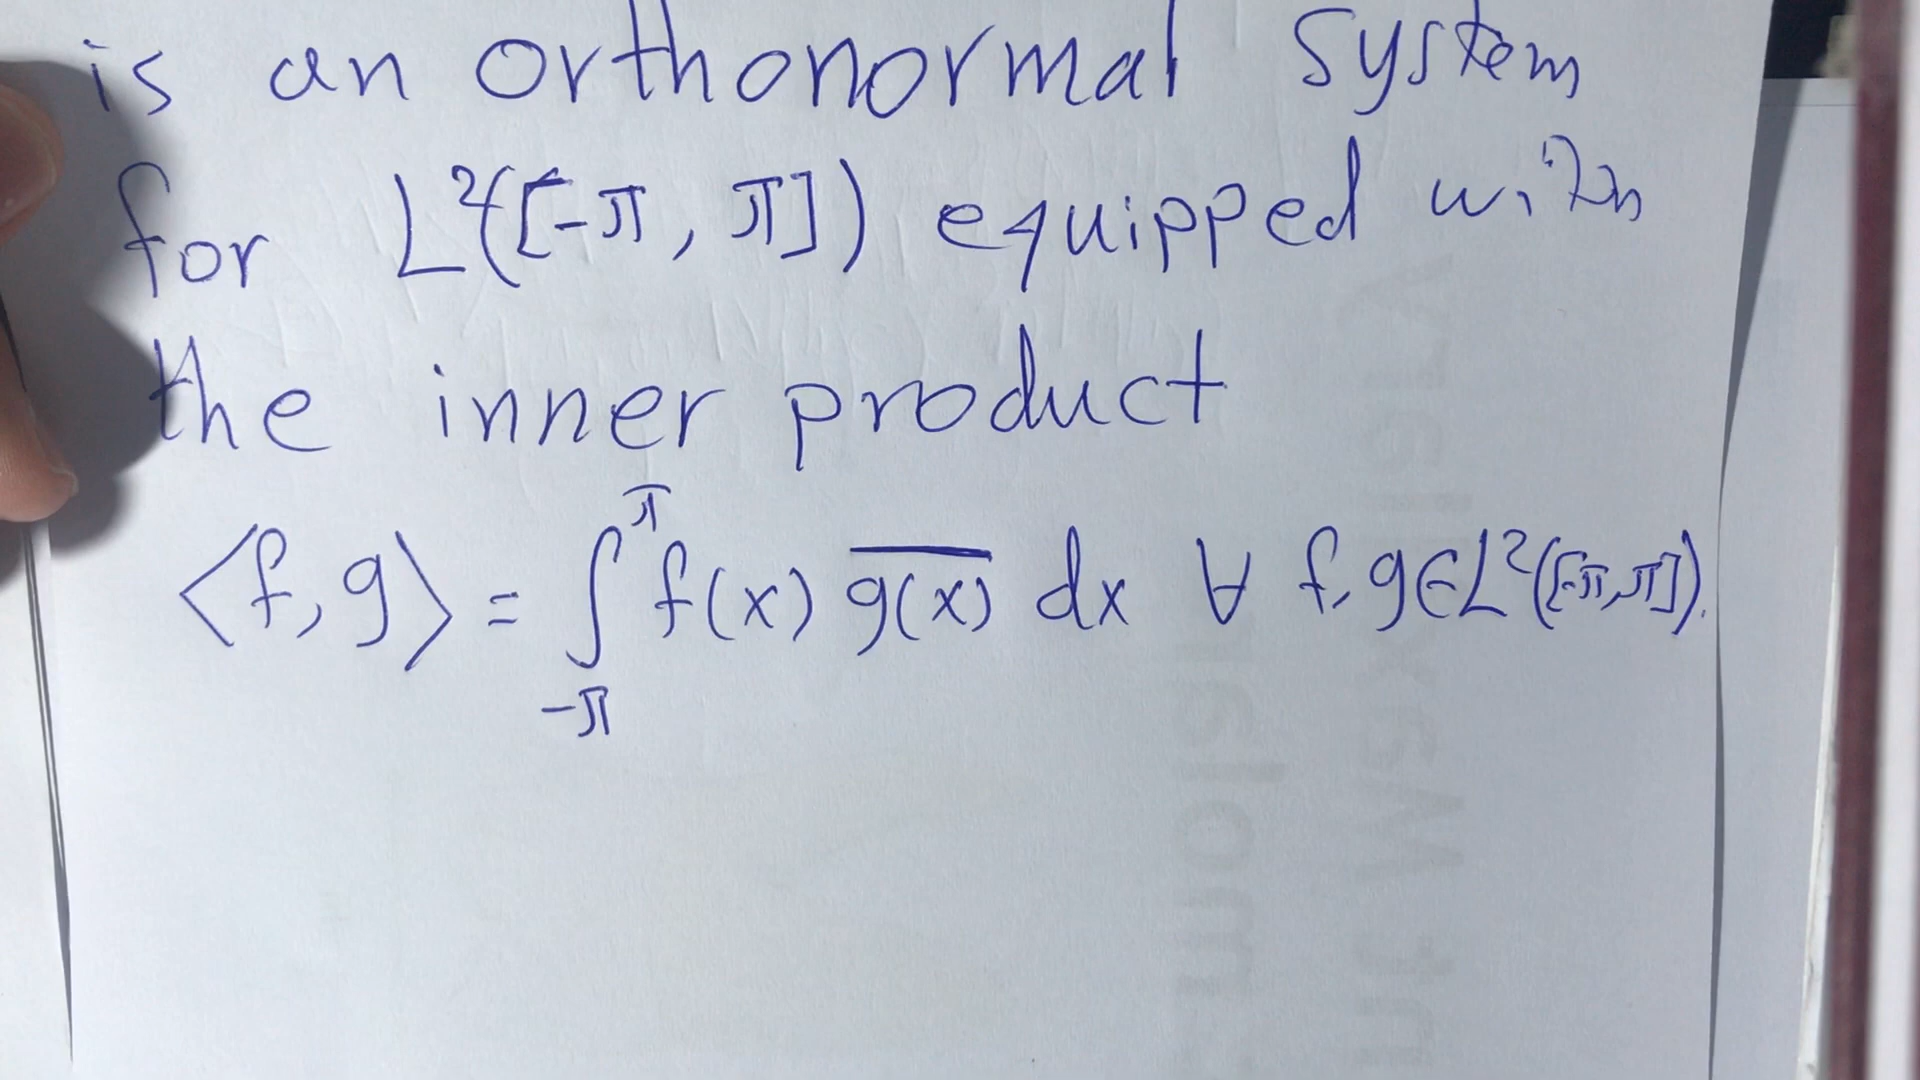 is an orthonormal system
for L²([-π, π]) equipped with
the inner product
⟨f, g⟩ = ∫_{-π}^{π} f(x) \overline{g(x)} dx ∀ f, g ∈ L²([-π, π]).